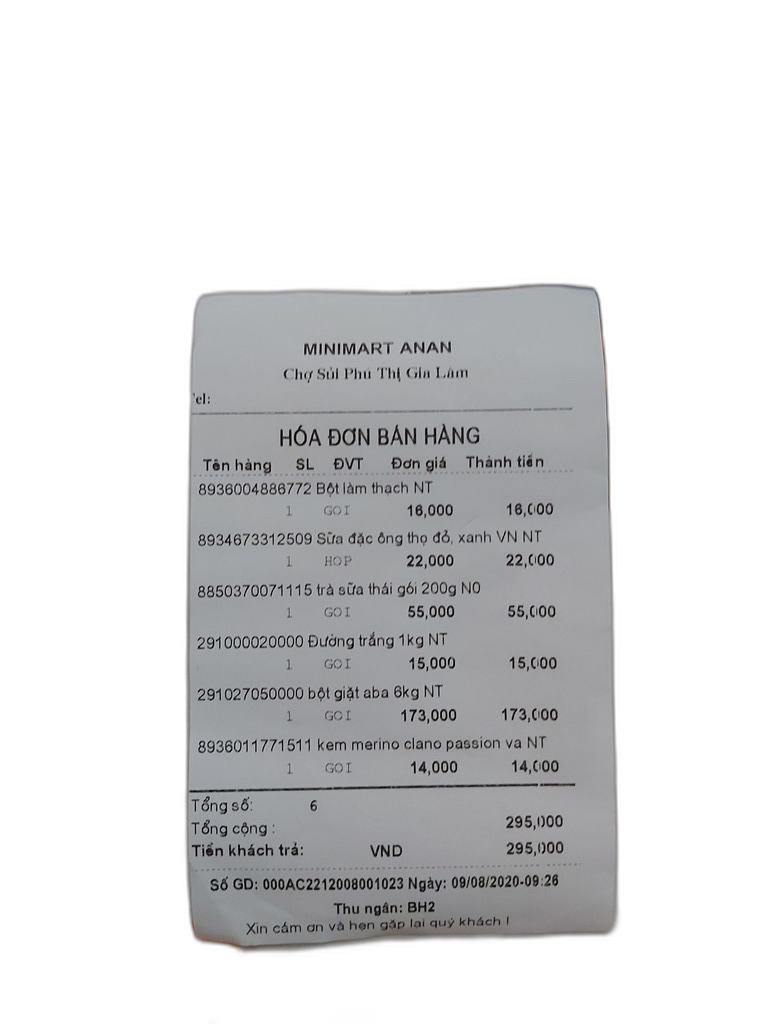 MINIMART ANAN
Chợ Sủi Phú Thị Gia Lâm
Tel:
HÓA ĐƠN BÁN HÀNG
Tên hàng SL ĐVT Đơn giá Thành tiền
8936004886772 Bột làm thạch NT
1 GOI 16,000 16,000
8934673312509 Sữa đặc ông thọ đỏ, xanh VN NT
1 HOP 22,000 22,000
8850370071115 trà sữa thái gói 200g N0
1 GOI 55,000 55,000
291000020000 Đường trắng 1kg NT
1 GOI 15,000 15,000
291027050000 bột giặt aba 6kg NT
1 GOI 173,000 173,000
8936011771511 kem merino clano passion va NT
1 GOI 14,000 14,000
Tổng số: 6
Tổng cộng : 295,000
Tiền khách trả: VND 295,000
Số GD: 000AC2212008001023 Ngày: 09/08/2020-09:26
Thu ngân: BH2
Xin cảm ơn và hẹn gặp lại quý khách !